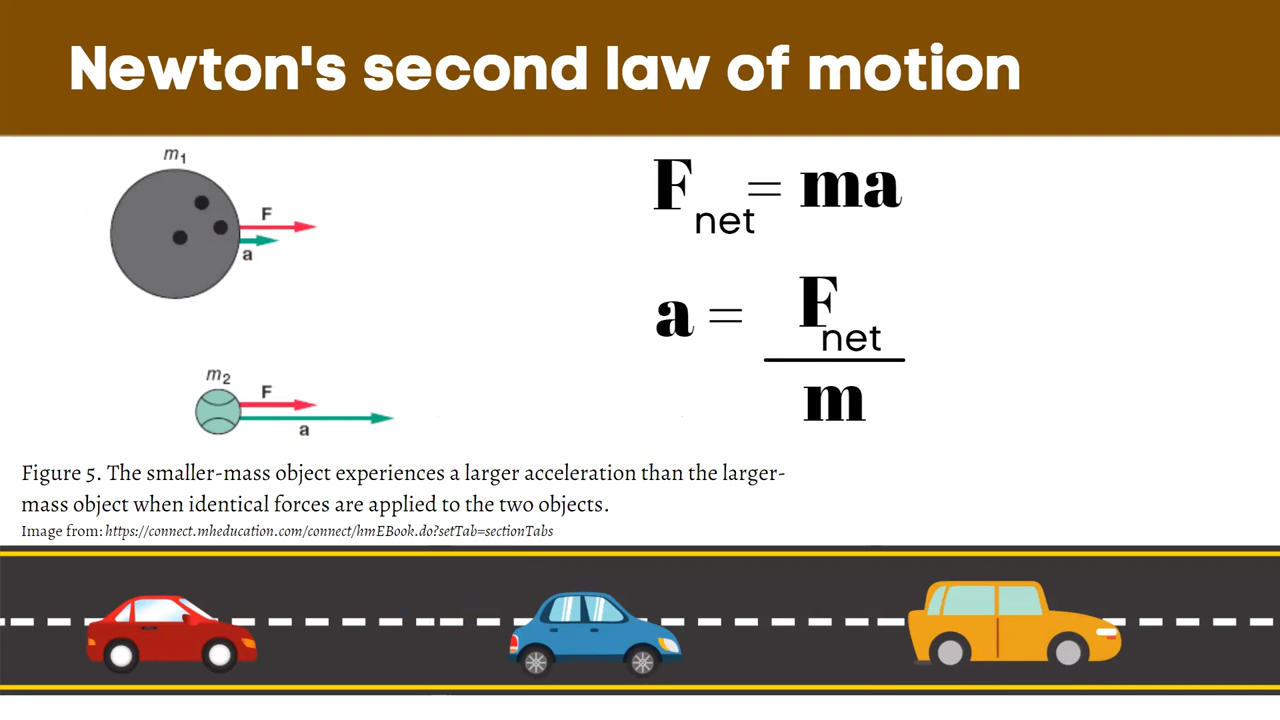 Newton's second law of motion
m₁
F
a
m₂
F
a
F net = ma
a = F net
m
Figure 5. The smaller-mass object experiences a larger acceleration than the larger-
mass object when identical forces are applied to the two objects.
Image from: https://connect.mheducation.com/connect/hmEBook.do?setTab=sectionTabs